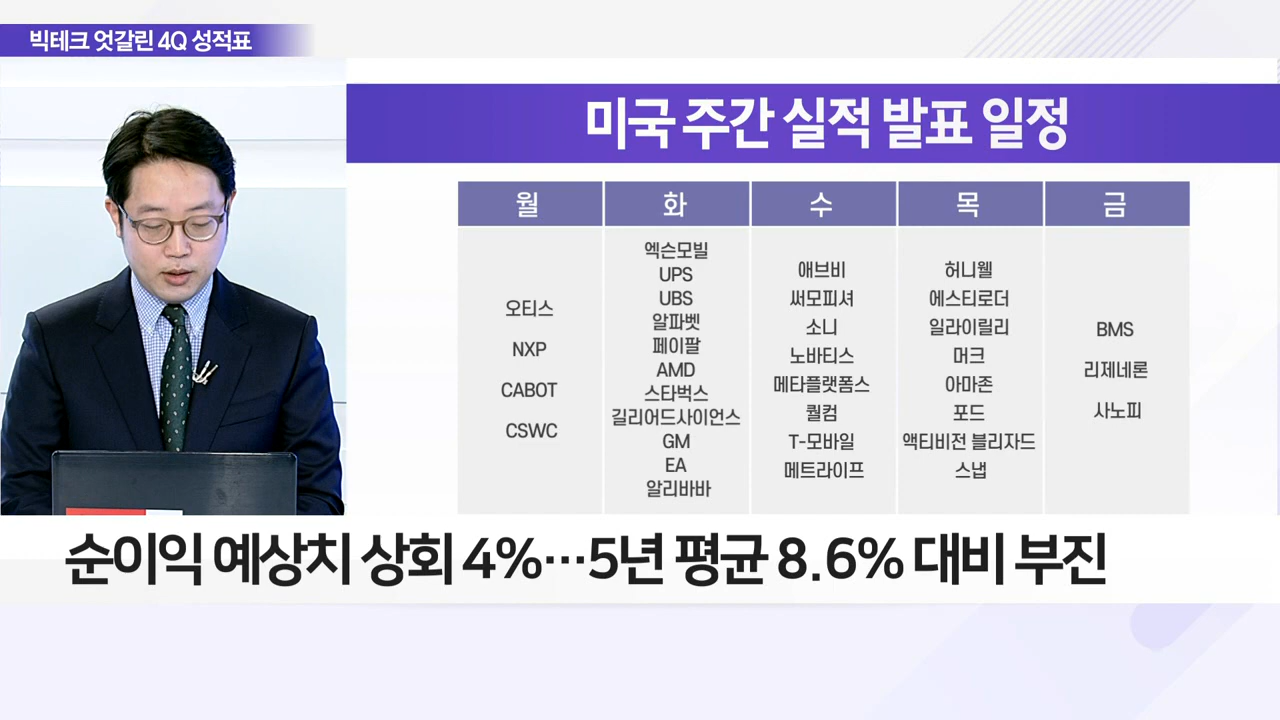 빅테크 엇갈린 4Q 성적표
미국 주간 실적 발표 일정
월 화 수 목 금
오티스
NXP
CABOT
CSWC
엑슨모빌
UPS
UBS
알파벳
페이팔
AMD
스타벅스
길리어드사이언스
GM
EA
알리바바
애브비
써모피셔
소니
노바티스
메타플랫폼스
퀄컴
T-모바일
메트라이프
허니웰
에스티로더
일라이릴리
머크
아마존
포드
액티비전 블리자드
스냅
BMS
리제네론
사노피
순이익 예상치 상회 4%…5년 평균 8.6% 대비 부진